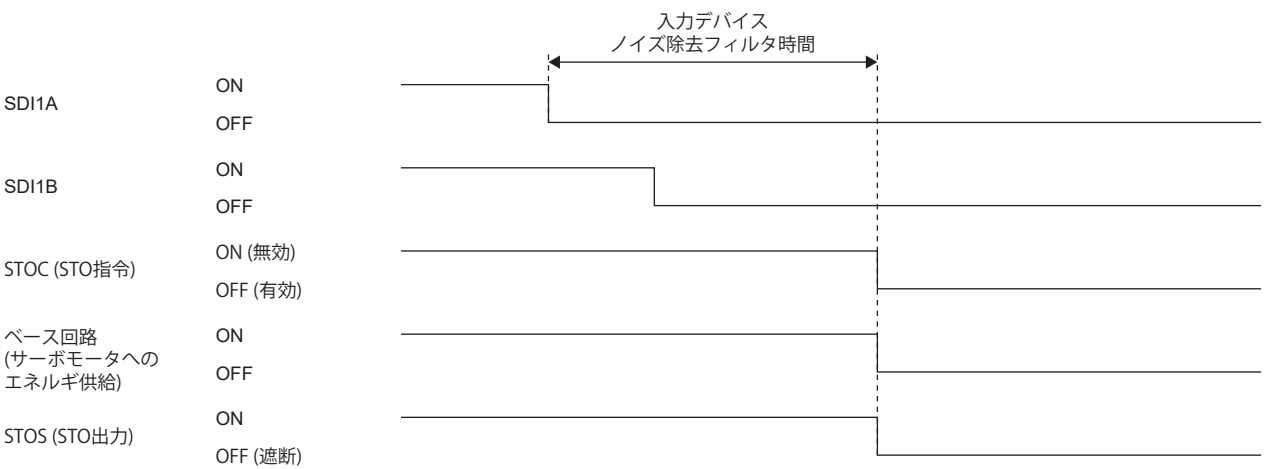 入力デバイス
ノイズ除去フィルタ時間
SDI1A
ON
OFF
SDI1B
ON
OFF
STOC (STO指令)
ON (無効)
OFF (有効)
ベース回路
(サーボモータへの
エネルギ供給)
ON
OFF
STOS (STO出力)
ON
OFF (遮断)